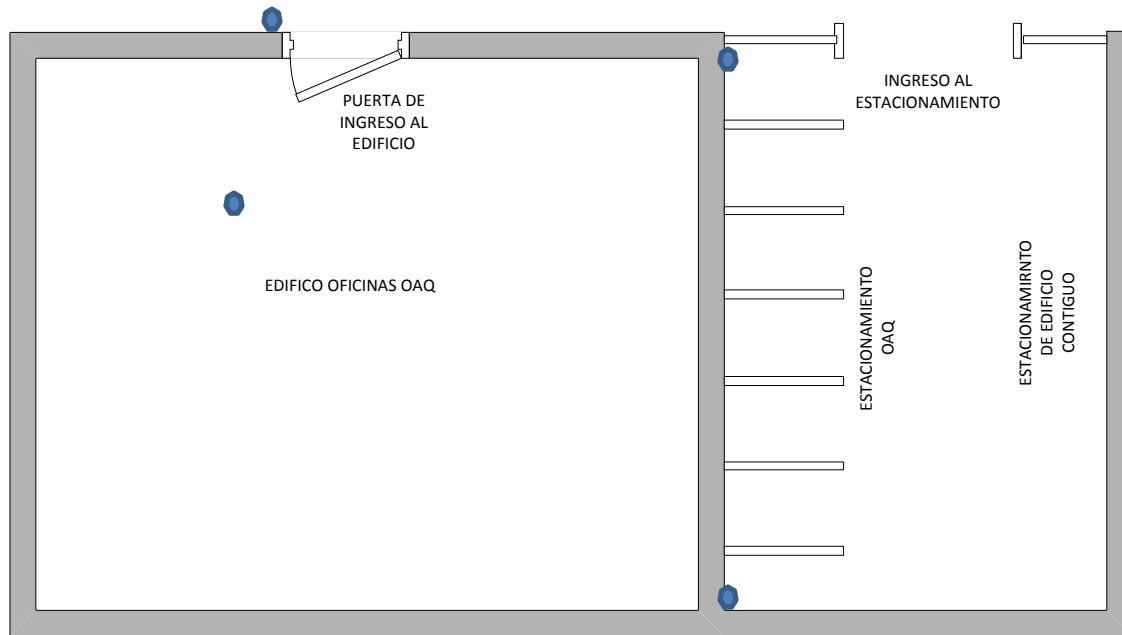 PUERTA DE
INGRESO AL
EDIFICIO
INGRESO AL
ESTACIONAMIENTO
EDIFICO OFICINAS OAQ
ESTACIONAMIENTO
OAQ
ESTACIONAMIRNTO
DE EDIFICIO
CONTIGUO